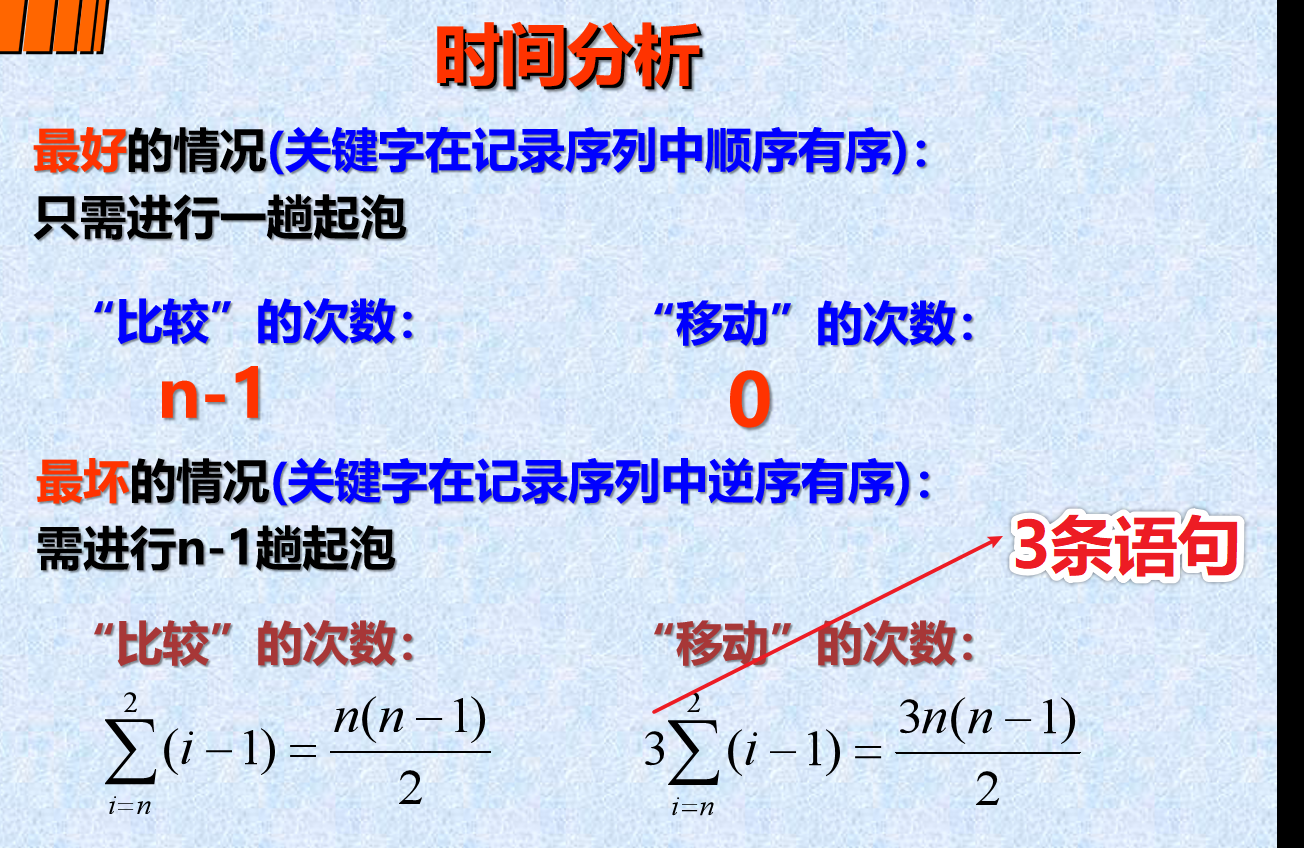 时间分析
最好的情况(关键字在记录序列中顺序有序)：
只需进行一趟起泡
“比较”的次数： “移动”的次数：
n-1 0
最坏的情况(关键字在记录序列中逆序有序)：
需进行n-1趟起泡
3条语句
“比较”的次数： “移动”的次数：
∑_{i=n}^{2}(i−1) = n(n−1)/2 3∑_{i=n}^{2}(i−1) = 3n(n−1)/2